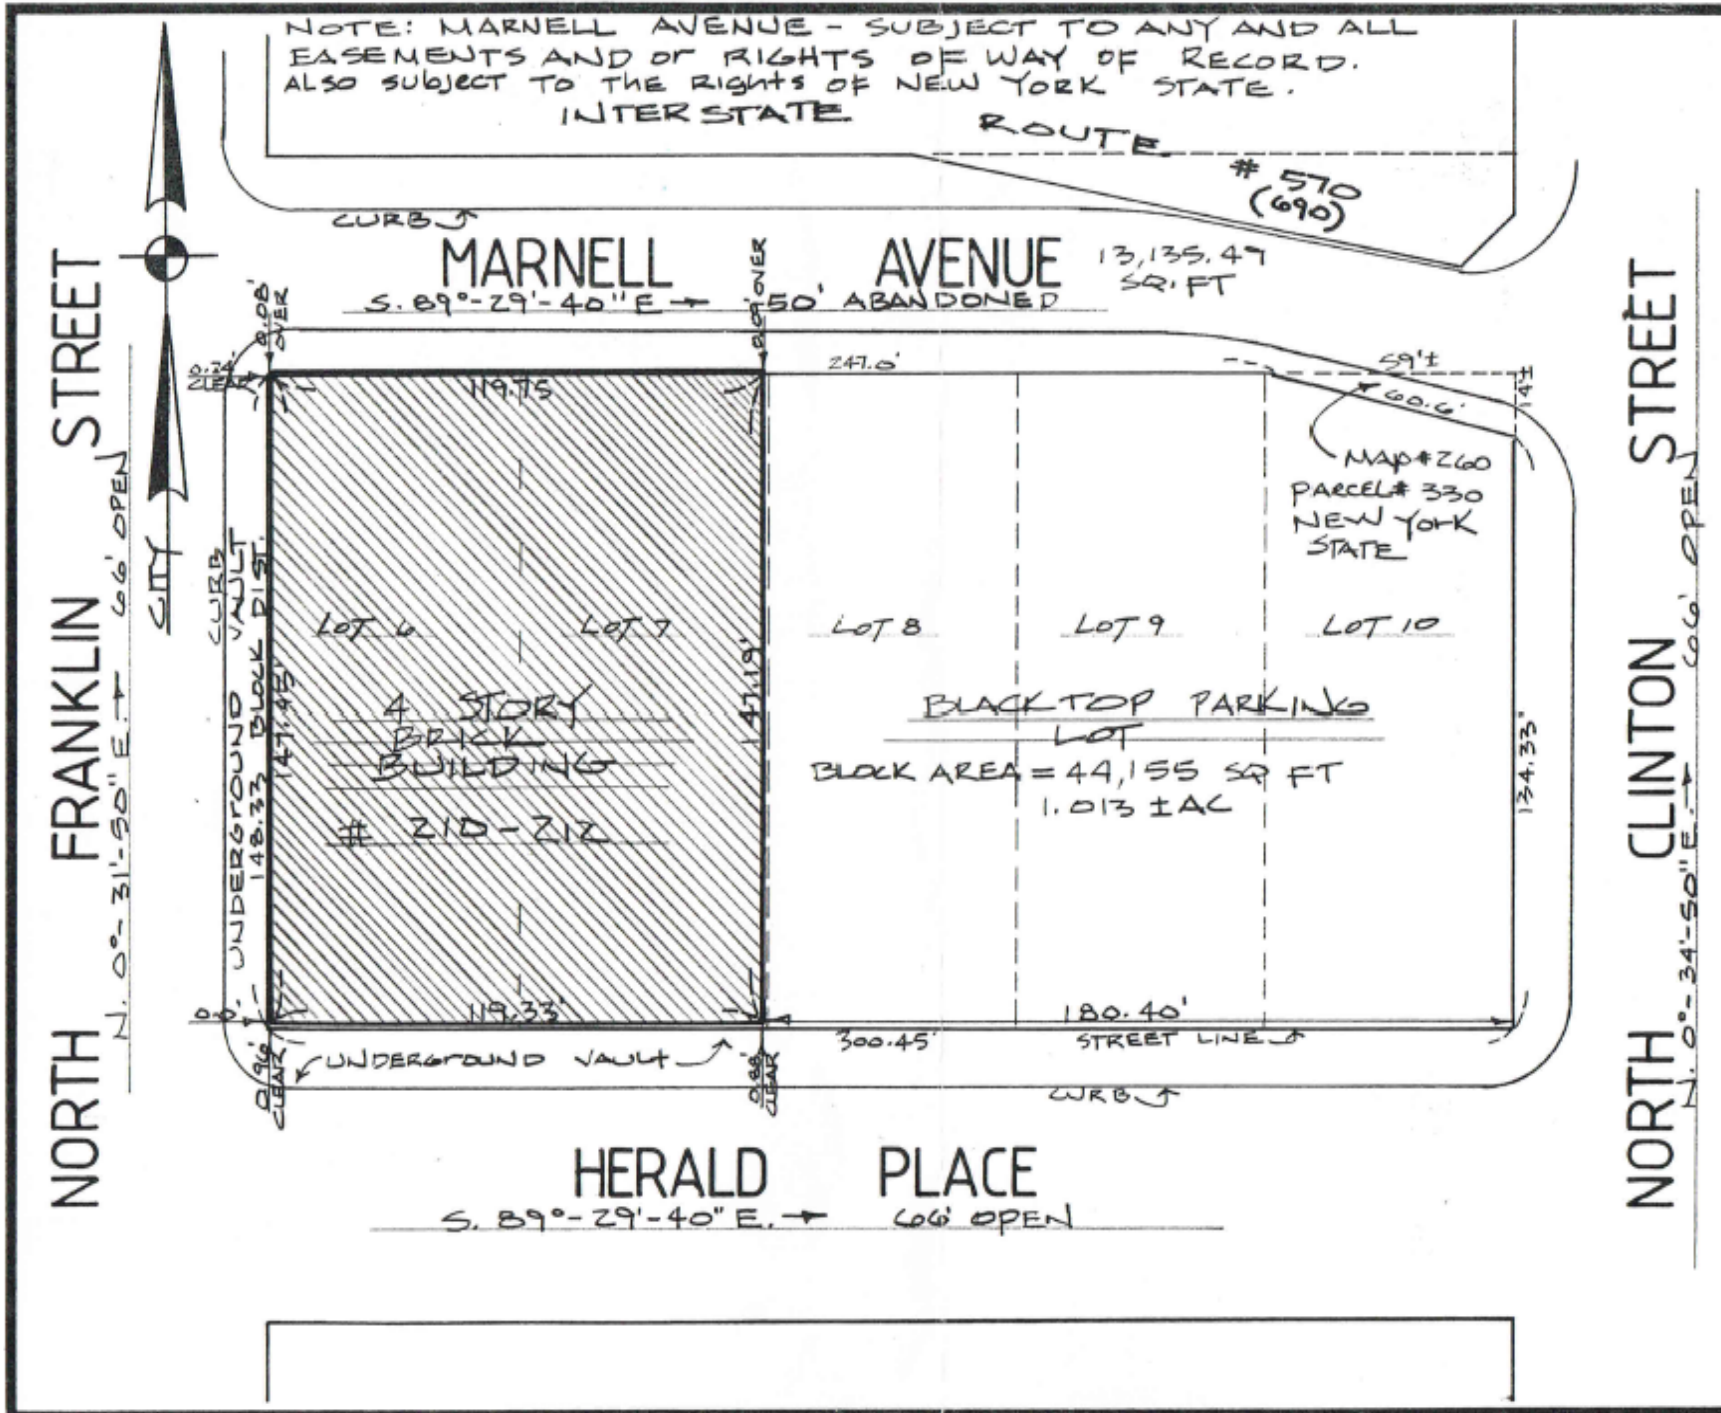 NOTE: MARNELL AVENUE - SUBJECT TO ANY AND ALL
EASEMENTS AND OR RIGHTS OF WAY OF RECORD.
ALSO SUBJECT TO THE RIGHTS OF NEW YORK STATE.
INTERSTATE ROUTE # 570
(690)
CURB
MARNELL AVENUE
S. 89°-29'-40" E → 50' ABANDONED
13,135.49
SQ. FT
0.08'
OVER
0.09' OVER
0.24'
CLEAR
119.75
247.0'
59'±
14'±
60.6'
MAP #260
PARCEL# 330
NEW YORK
STATE
NORTH FRANKLIN STREET
N. 0°-31'-50" E. → 66' OPEN
CITY
CURB
UNDERGROUND VAULT
148.33 BLOCK DIST.
147.45'
LOT 6
LOT 7
LOT 8
LOT 9
LOT 10
4 STORY
BRICK
BUILDING
# 210-212
147.19'
BLACKTOP PARKING
LOT
BLOCK AREA = 44,155 SQ FT
1.013 ± AC
134.33"
NORTH CLINTON STREET
N. 0°-34'-50" E. → 66' OPEN
0.0'
119.33'
180.40'
300.45'
STREET LINE
0.96'
CLEAR
UNDERGROUND VAULT
0.88'
CLEAR
CURB
HERALD PLACE
S. 89°-29'-40" E. → 66' OPEN